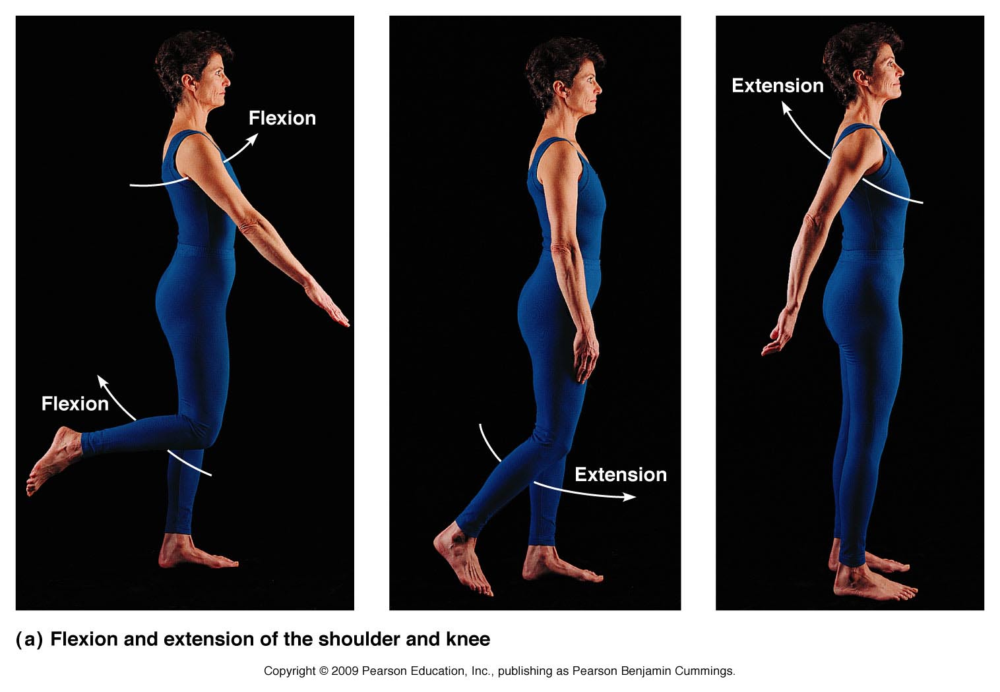 Flexion
Flexion
Extension
Extension
(a) Flexion and extension of the shoulder and knee
Copyright © 2009 Pearson Education, Inc., publishing as Pearson Benjamin Cummings.